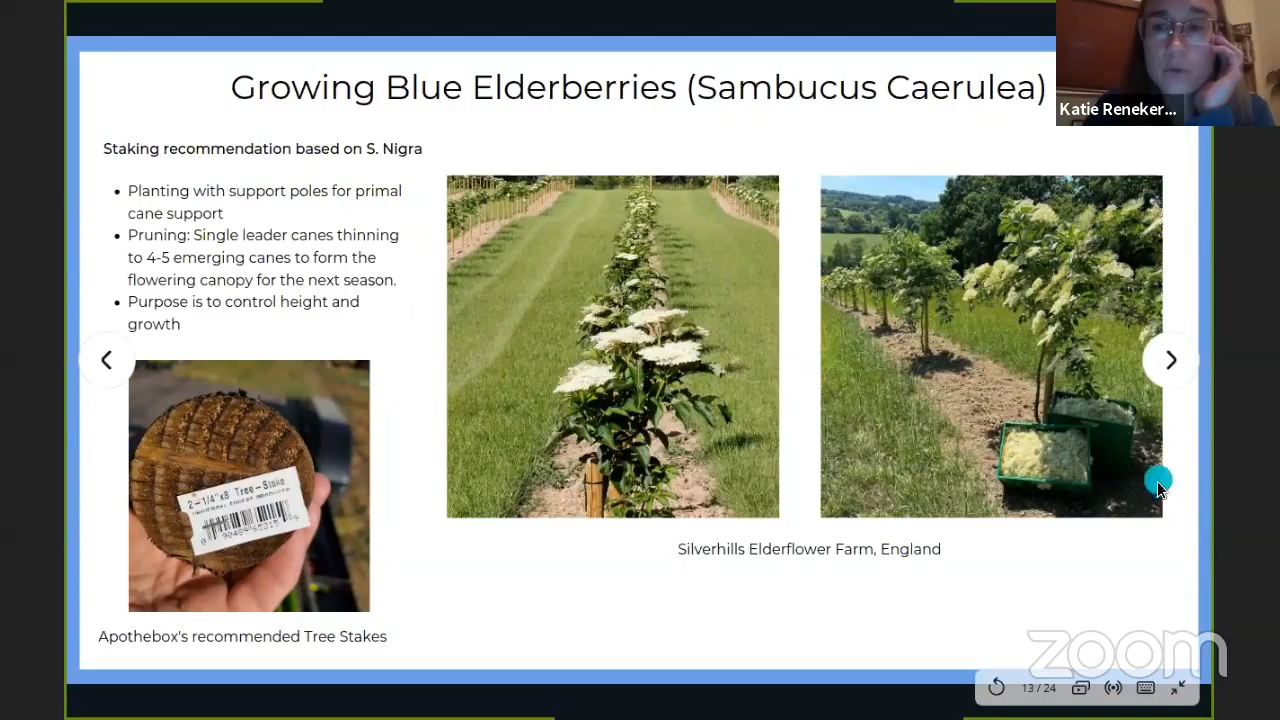 Growing Blue Elderberries (Sambucus Caerulea)
Katie Reneker...
Staking recommendation based on S. Nigra
• Planting with support poles for primal
cane support
• Pruning: Single leader canes thinning
to 4-5 emerging canes to form the
flowering canopy for the next season.
• Purpose is to control height and
growth
2-1/4"x8 Tree-Stake
Silverhills Elderflower Farm, England
Apothebox's recommended Tree Stakes
zoom
13 / 24